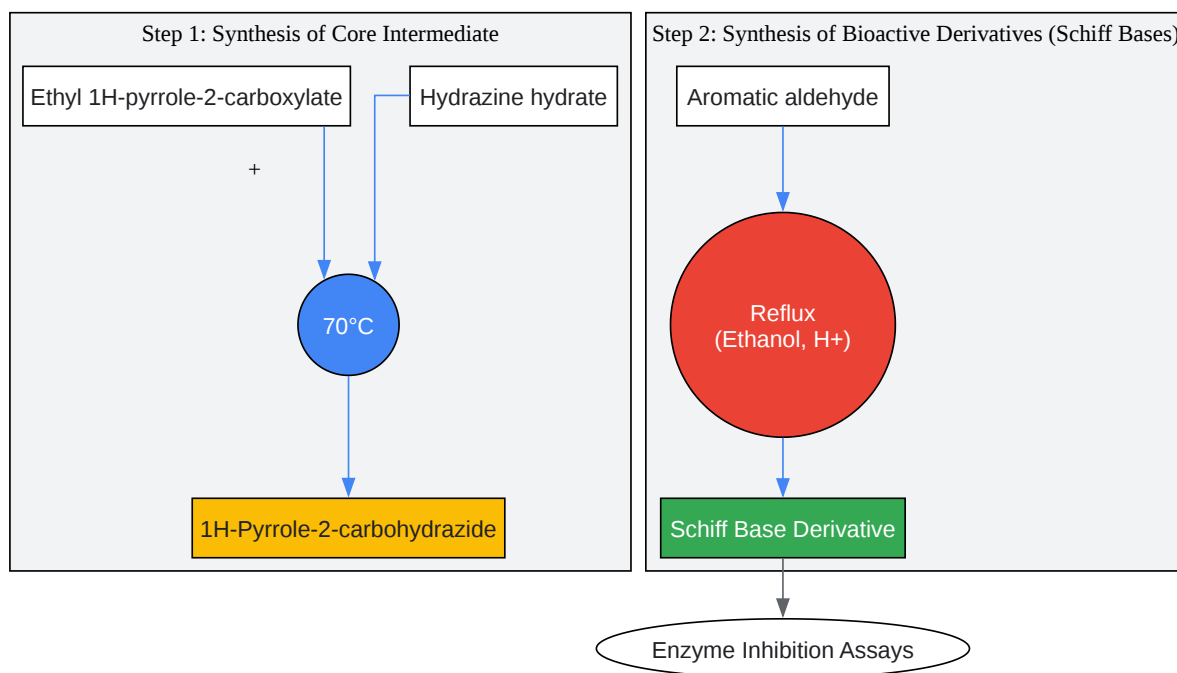 Step 1: Synthesis of Core Intermediate
Ethyl 1H-pyrrole-2-carboxylate
Hydrazine hydrate
+
70°C
1H-Pyrrole-2-carbohydrazide
Step 2: Synthesis of Bioactive Derivatives (Schiff Bases)
Aromatic aldehyde
Reflux
(Ethanol, H+)
Schiff Base Derivative
Enzyme Inhibition Assays